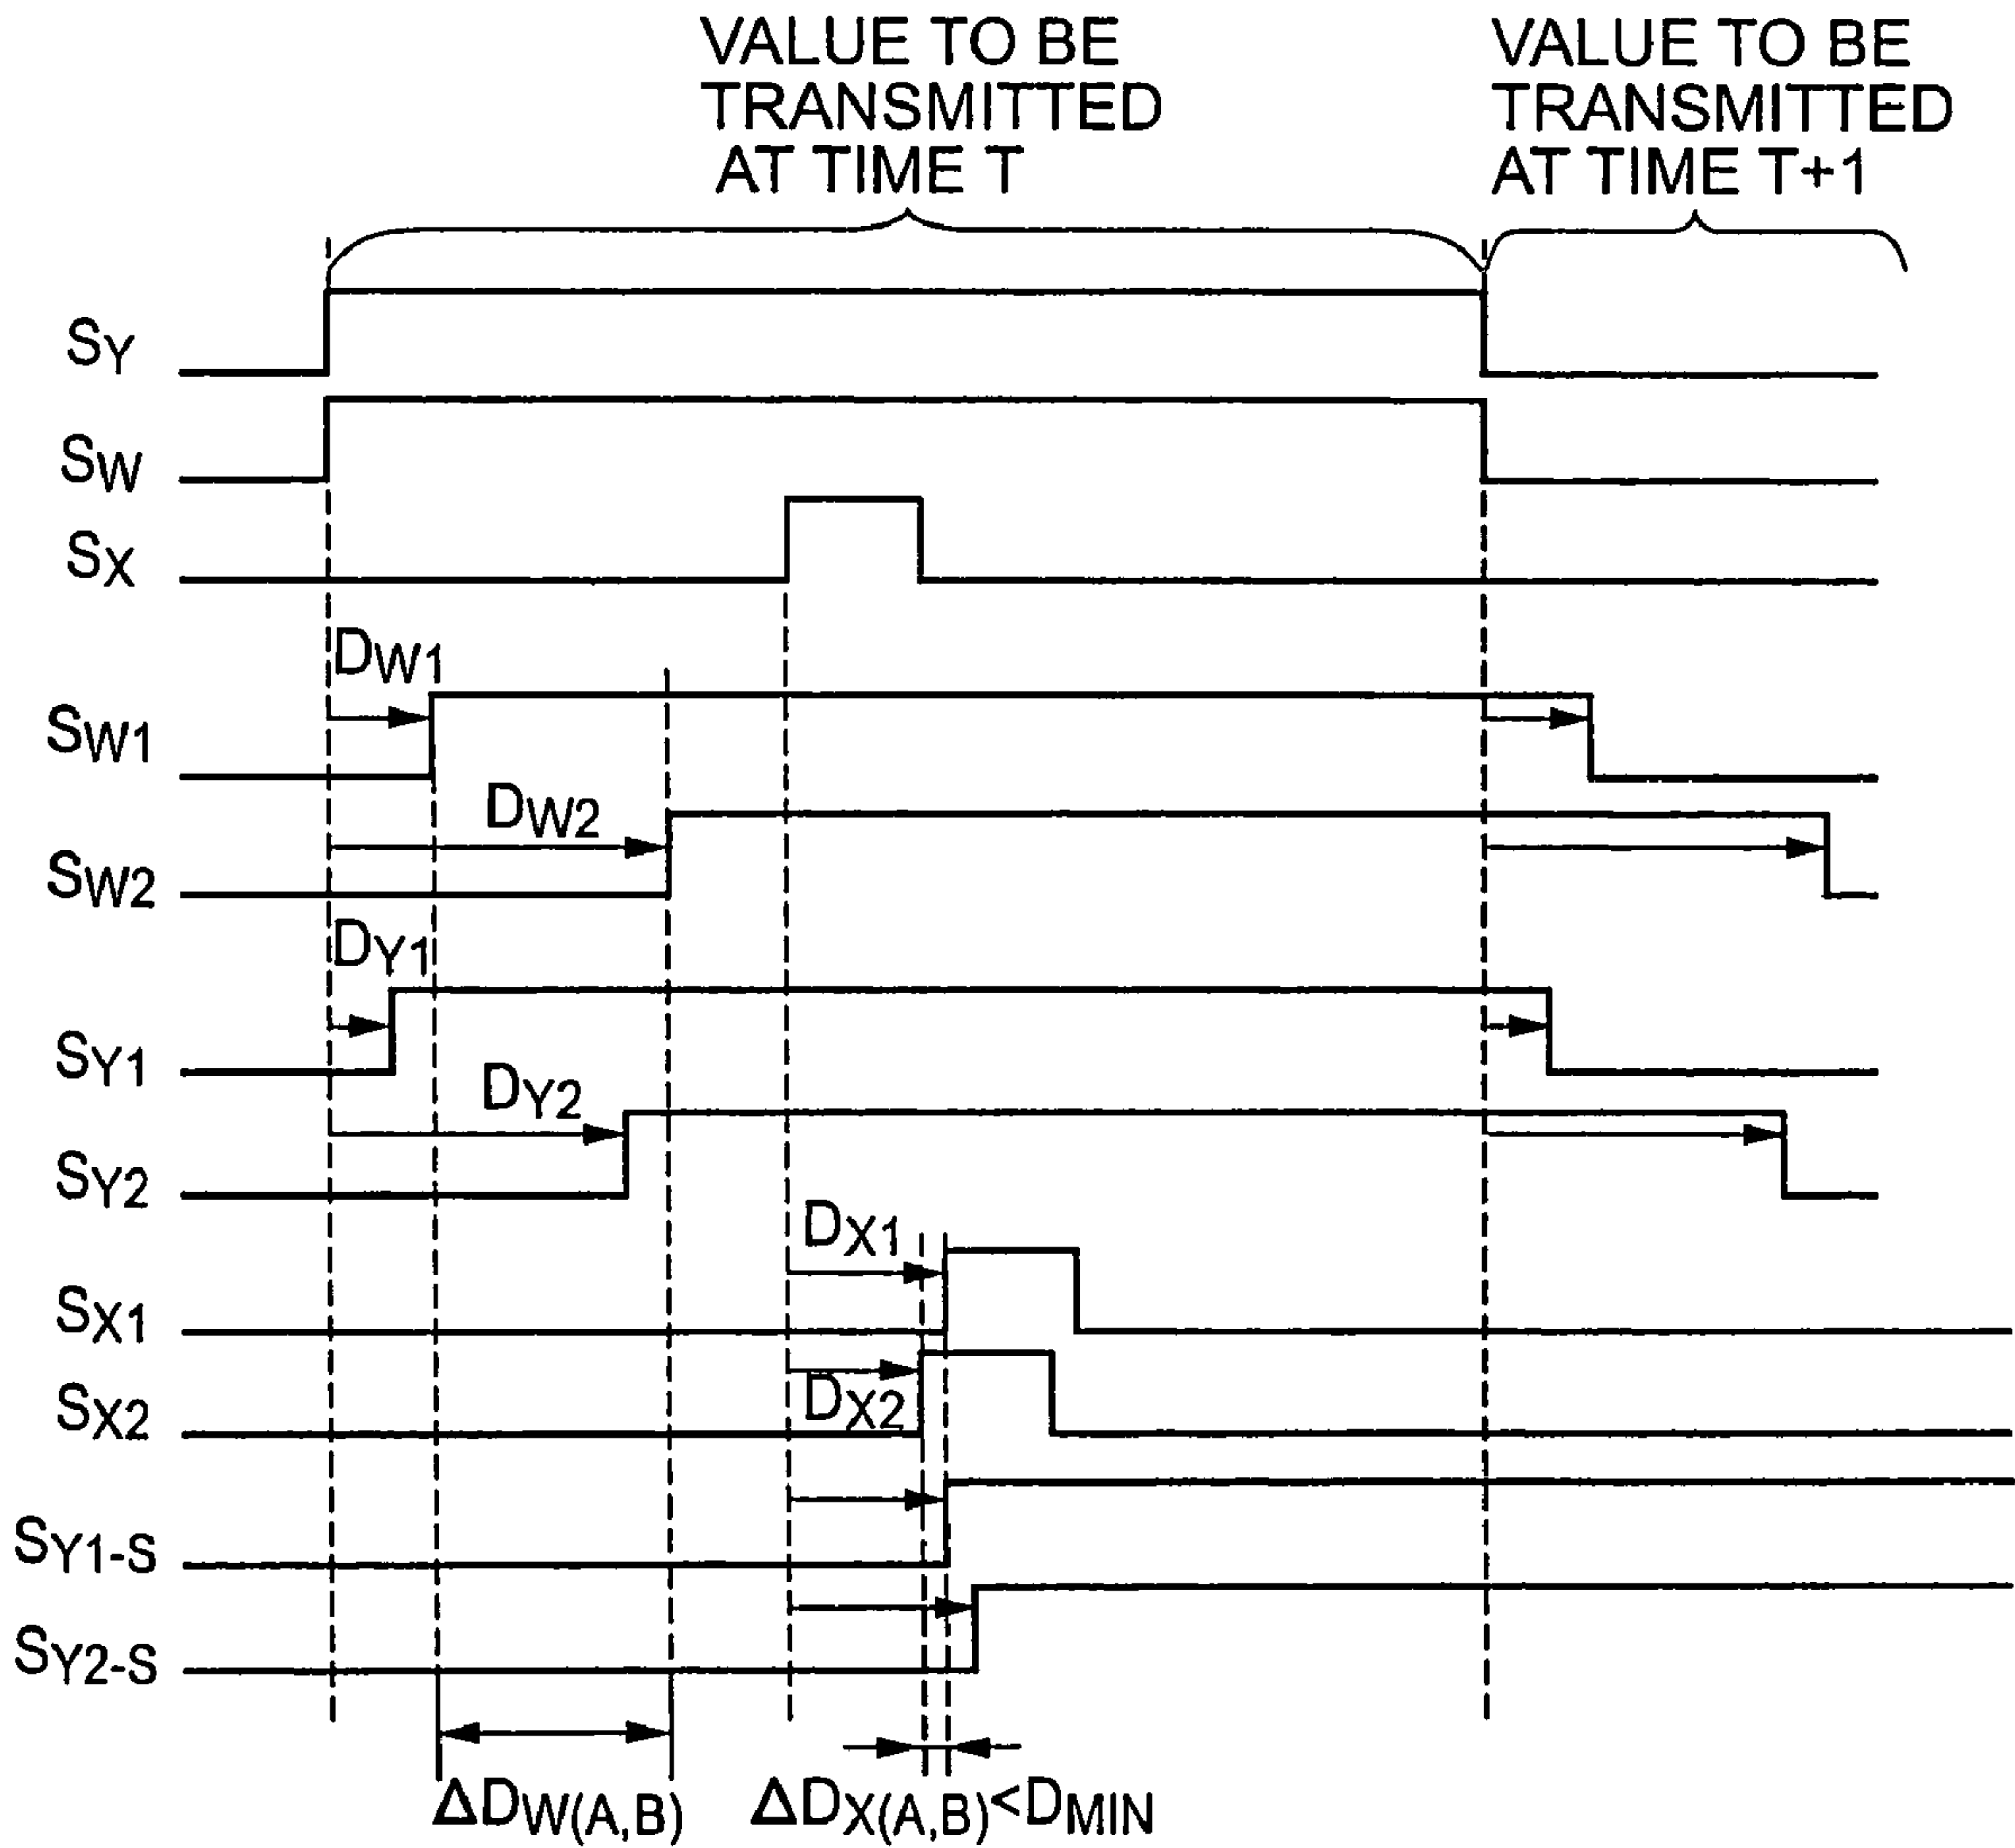 VALUE TO BE
TRANSMITTED
AT TIME T
VALUE TO BE
TRANSMITTED
AT TIME T+1
SY
SW
SX
DW1
SW1
DW2
SW2
DY1
SY1
DY2
SY2
DX1
SX1
DX2
SX2
SY1-S
SY2-S
ΔDW(A,B)
ΔDX(A,B)<DMIN